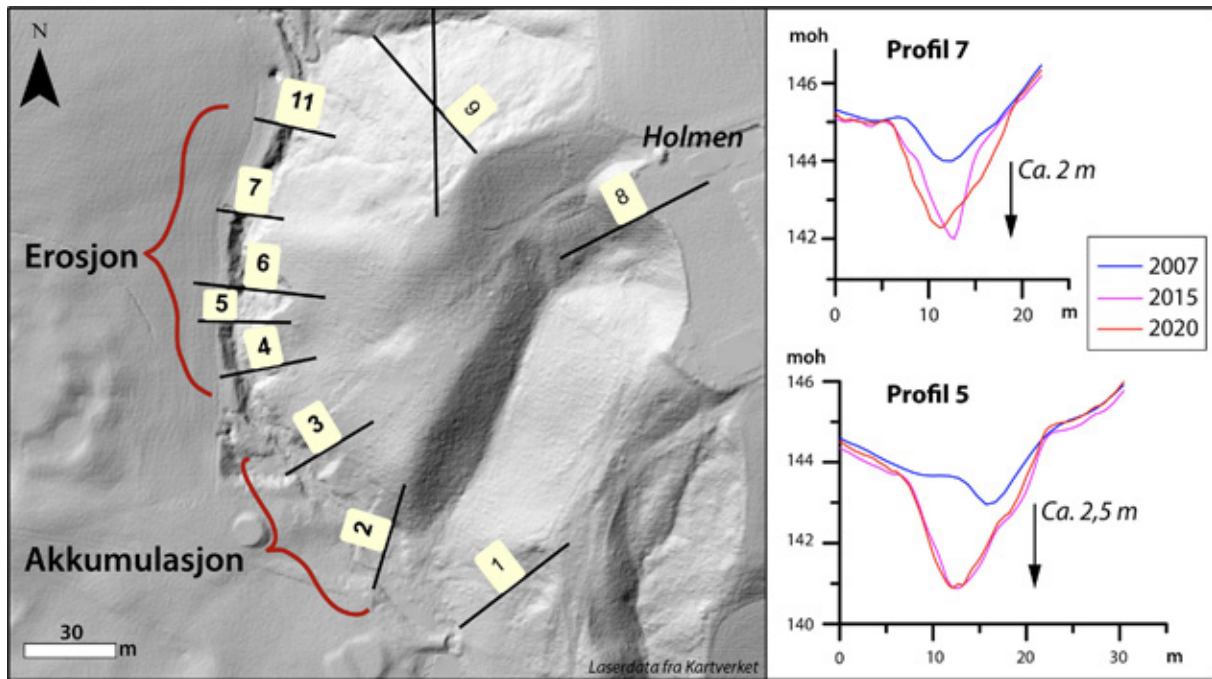 N
11
9
Holmen
7
8
Erosjon
6
5
4
3
2
Akkumulasjon
1
30
m
Laserdata fra Kartverket
moh
Profil 7
146
144
Ca. 2 m
142
0
10
20
m
2007
2015
2020
moh
146
Profil 5
144
Ca. 2,5 m
142
140
0
10
20
30
m